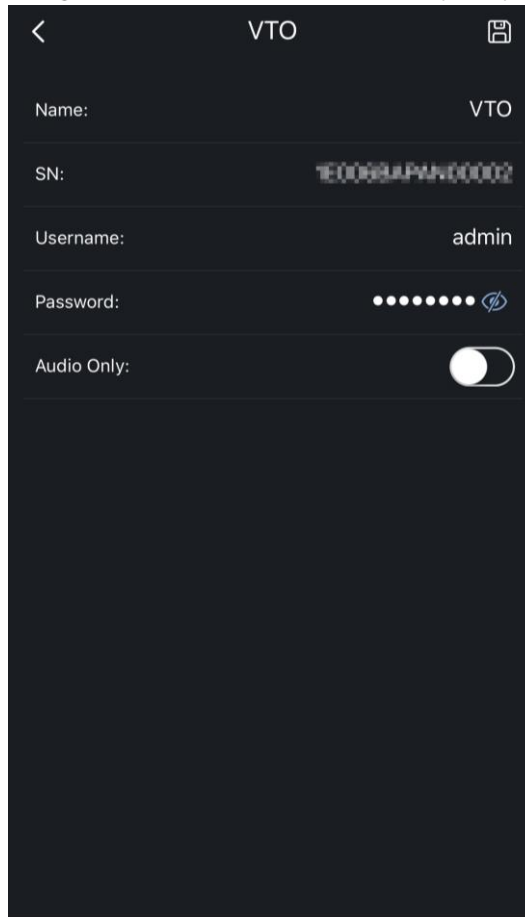 VTO
Name: VTO
SN:
Username: admin
Password: ••••••••
Audio Only: